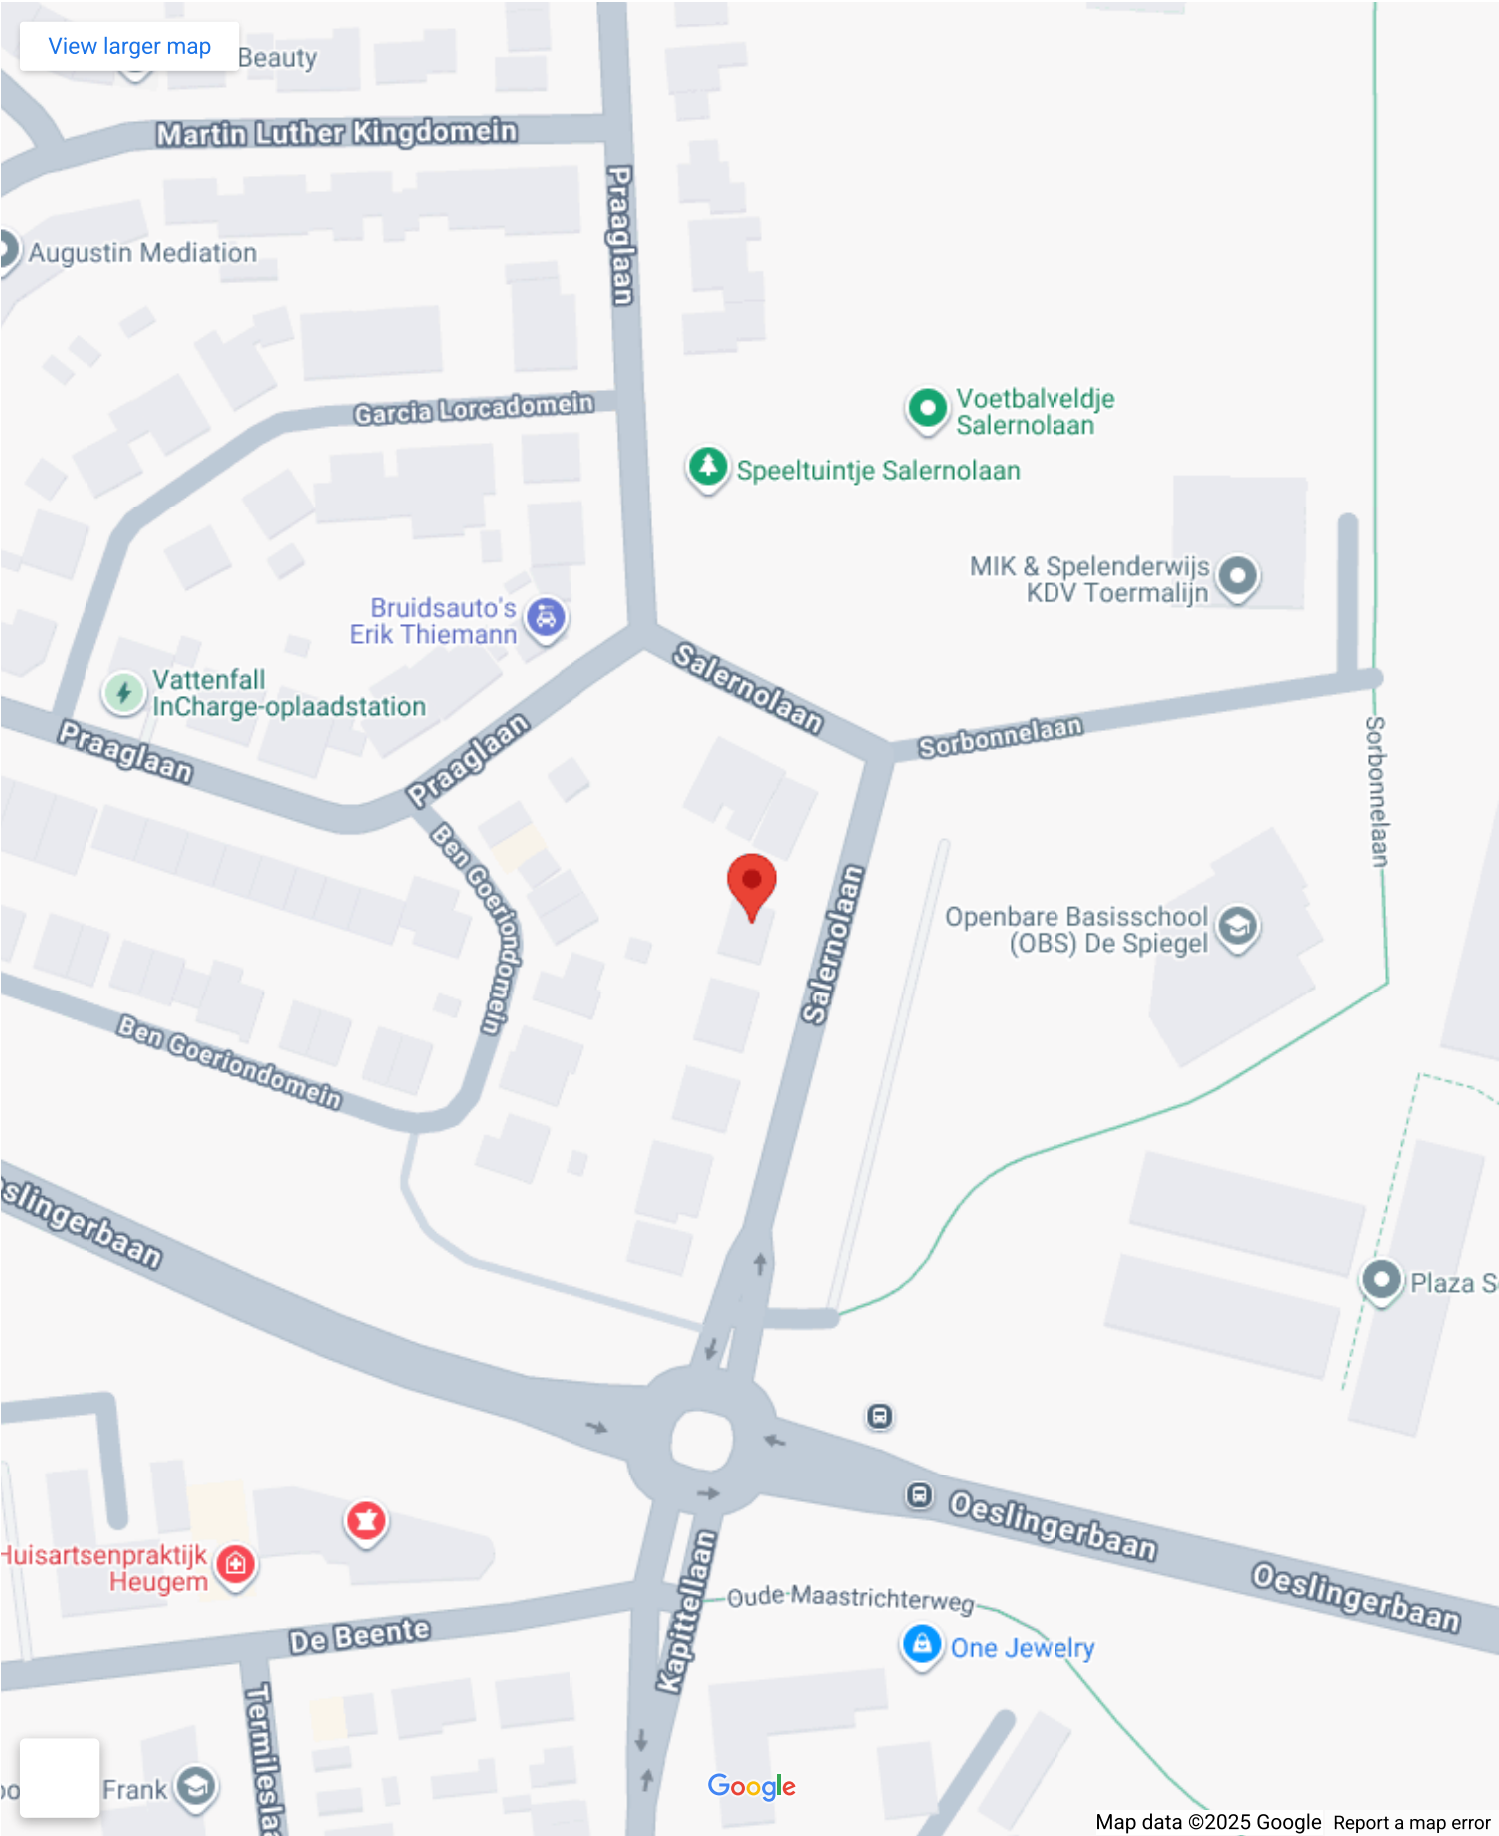 View larger map
Beauty
Martin Luther Kingdomein
Praaglaan
Augustin Mediation
Garcia Lorcadomein
Voetbalveldje
Salernolaan
Speeltuintje Salernolaan
MIK & Spelenderwijs
KDV Toermalijn
Bruidsauto's
Erik Thiemann
Salernolaan
Vattenfall
InCharge-oplaadstation
Praaglaan
Praaglaan
Sorbonnelaan
Sorbonnelaan
Ben Goeriondomein
Salernolaan
Openbare Basisschool
(OBS) De Spiegel
Ben Goeriondomein
slingerbaan
Plaza S
Oeslingerbaan
Oeslingerbaan
Huisartsenpraktijk
Heugem
Kapittellaan
Oude-Maastrichterweg
De Beente
One Jewelry
Termileslaa
Frank
Google
Map data ©2025 Google
Report a map error